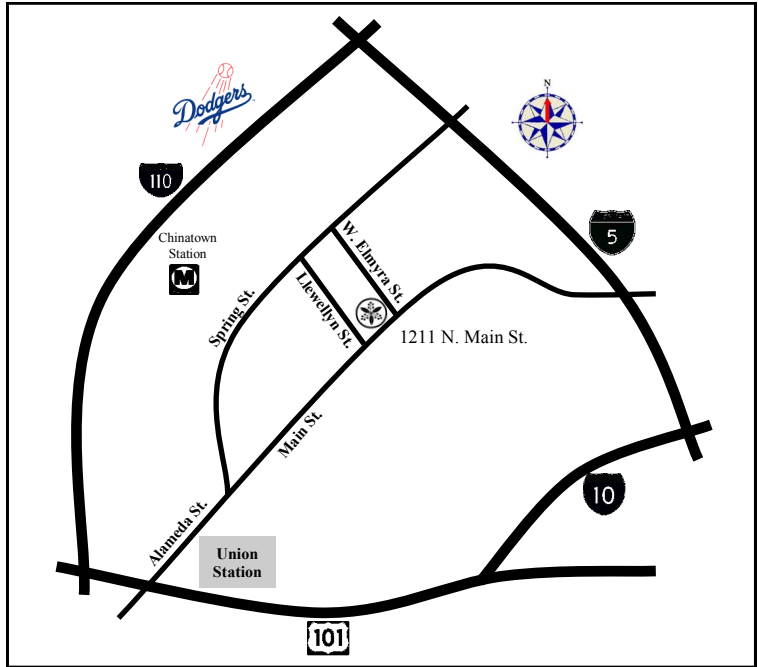 N
Dodgers
110
5
Chinatown
Station
M
W. Elmyra St.
Llewellyn St.
Spring St.
1211 N. Main St.
Main St.
10
Alameda St.
Union
Station
101